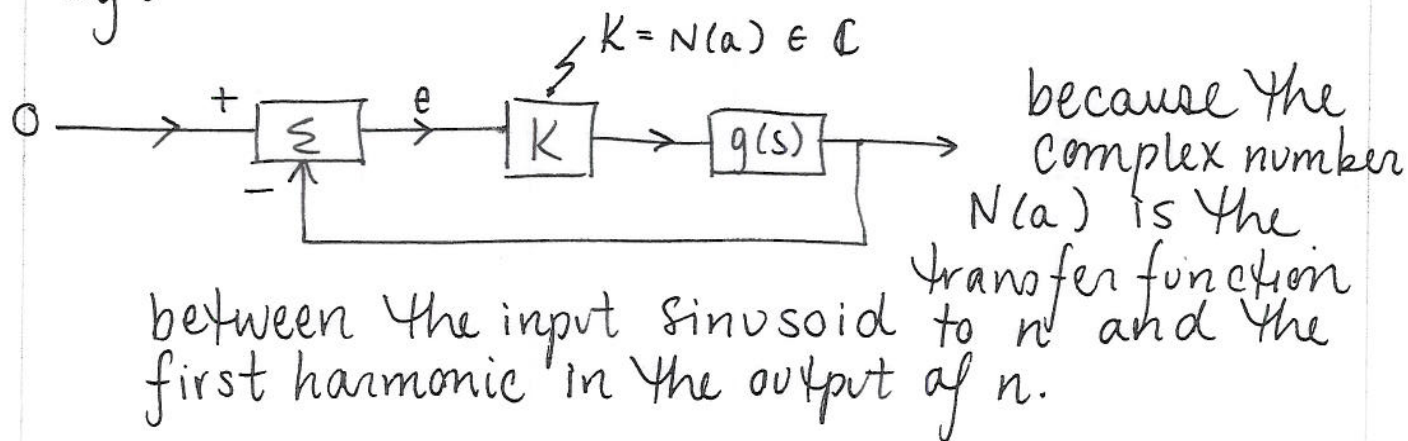 K = N(a) ∈ ℂ
0 + Σ e K g(s)
−
because the
complex number
N(a) is the
transfer function
between the input sinusoid to n and the
first harmonic in the output of n.